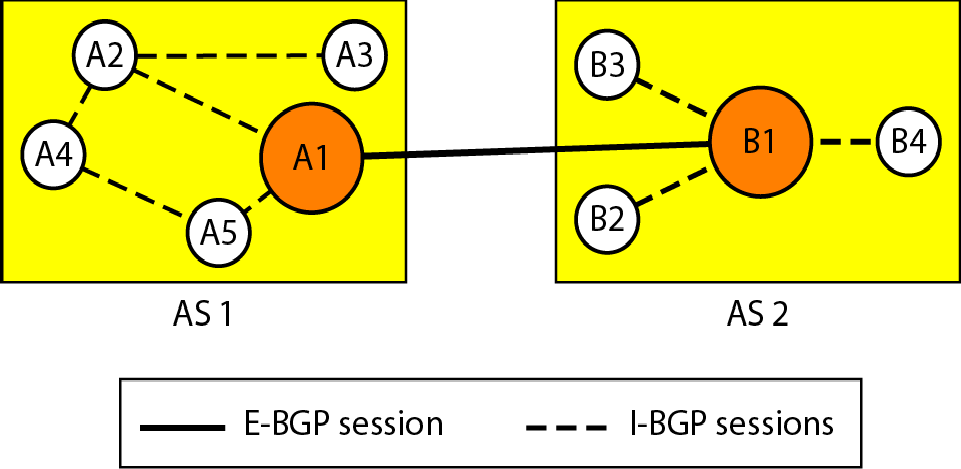 A2
A3
A4
A1
A5
B3
B1
B4
B2
AS 1
AS 2
E-BGP session
I-BGP sessions